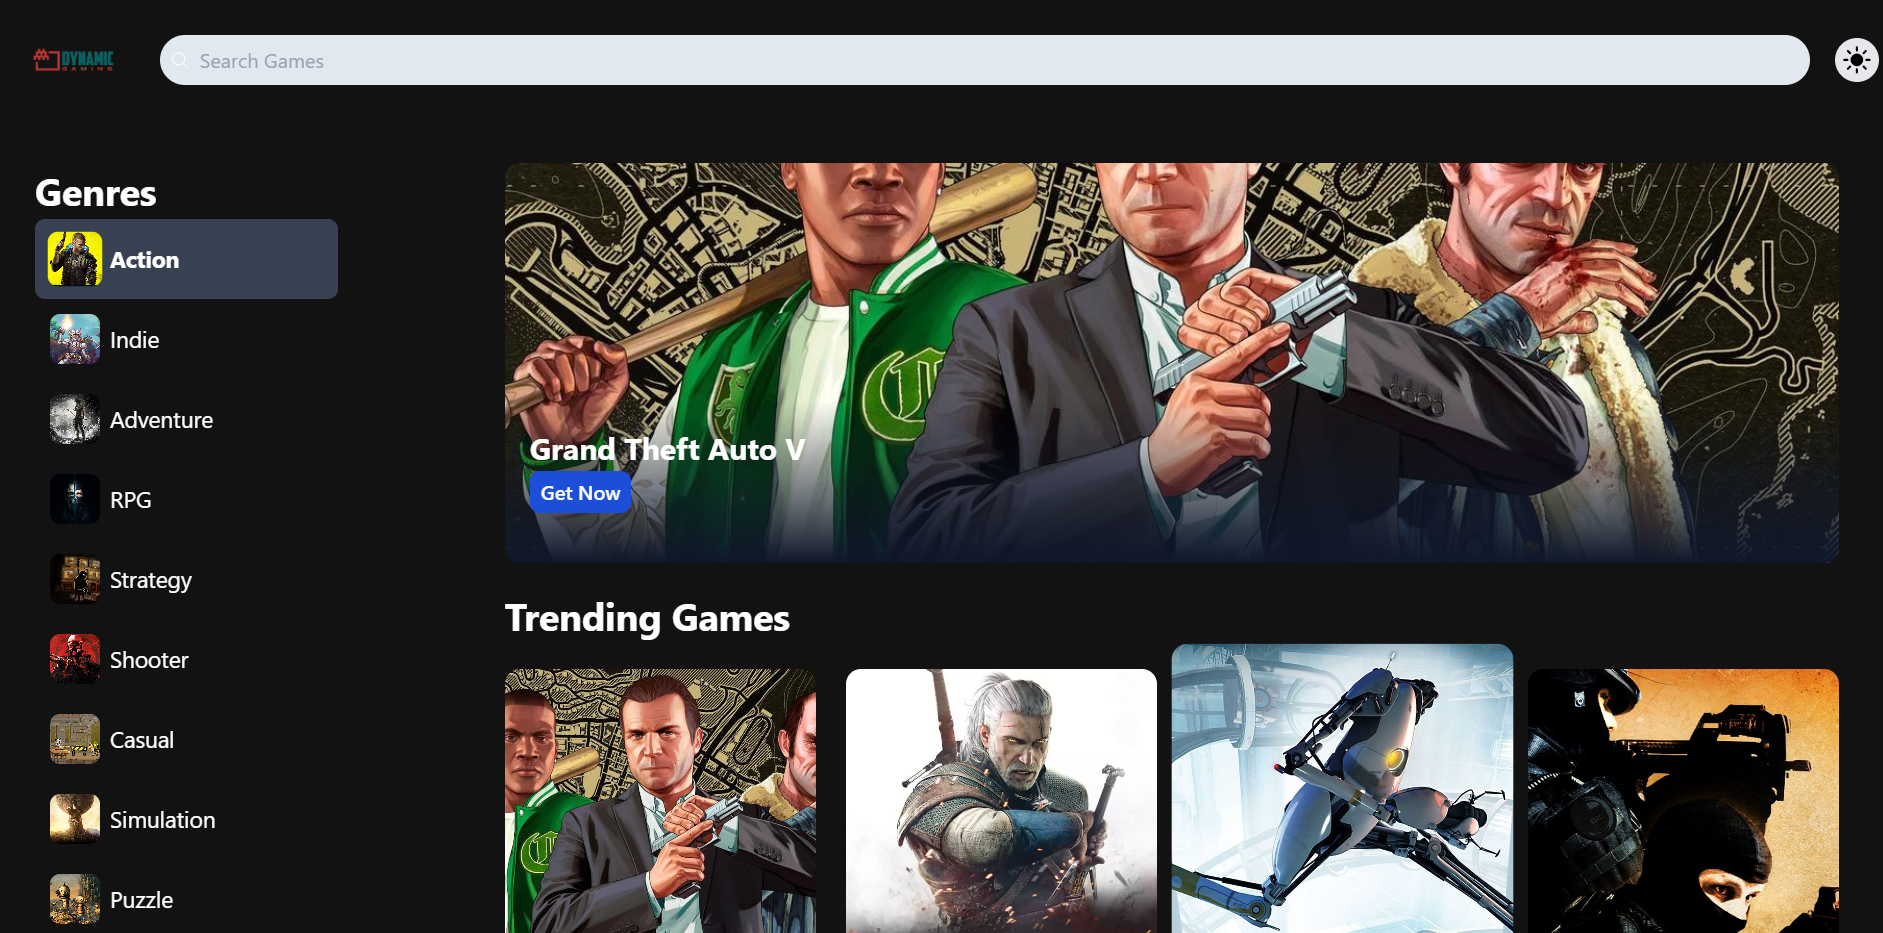 DYNAMIC
GAMING
Search Games
Genres
Action
Indie
Adventure
RPG
Strategy
Shooter
Casual
Simulation
Puzzle
Grand Theft Auto V
Get Now
Trending Games